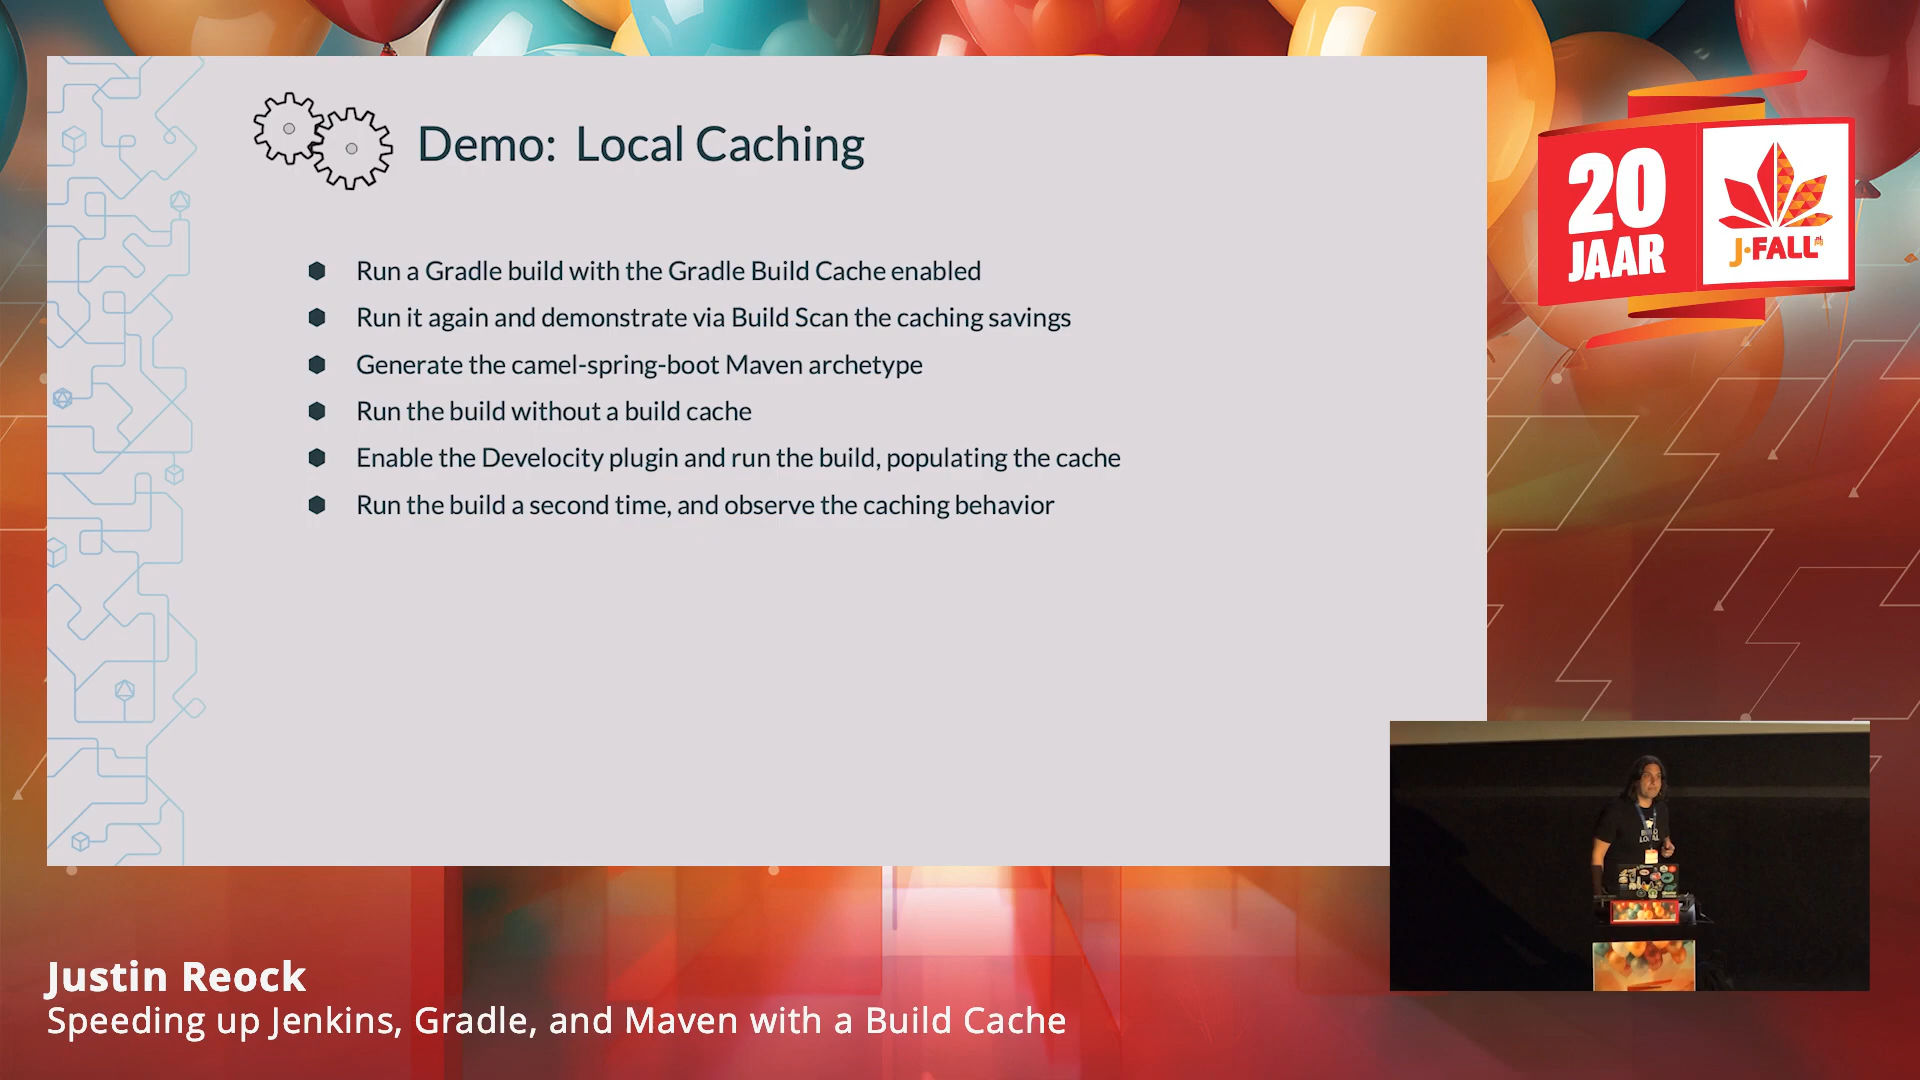 Demo: Local Caching
Run a Gradle build with the Gradle Build Cache enabled
Run it again and demonstrate via Build Scan the caching savings
Generate the camel-spring-boot Maven archetype
Run the build without a build cache
Enable the Develocity plugin and run the build, populating the cache
Run the build a second time, and observe the caching behavior
20
JAAR
J•FALL
Justin Reock
Speeding up Jenkins, Gradle, and Maven with a Build Cache